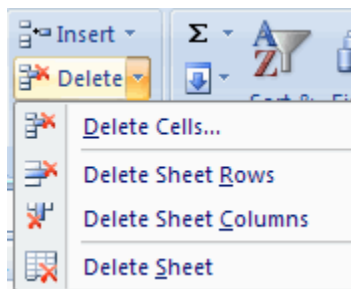 Insert
Σ
Delete
Delete Cells...
Delete Sheet Rows
Delete Sheet Columns
Delete Sheet